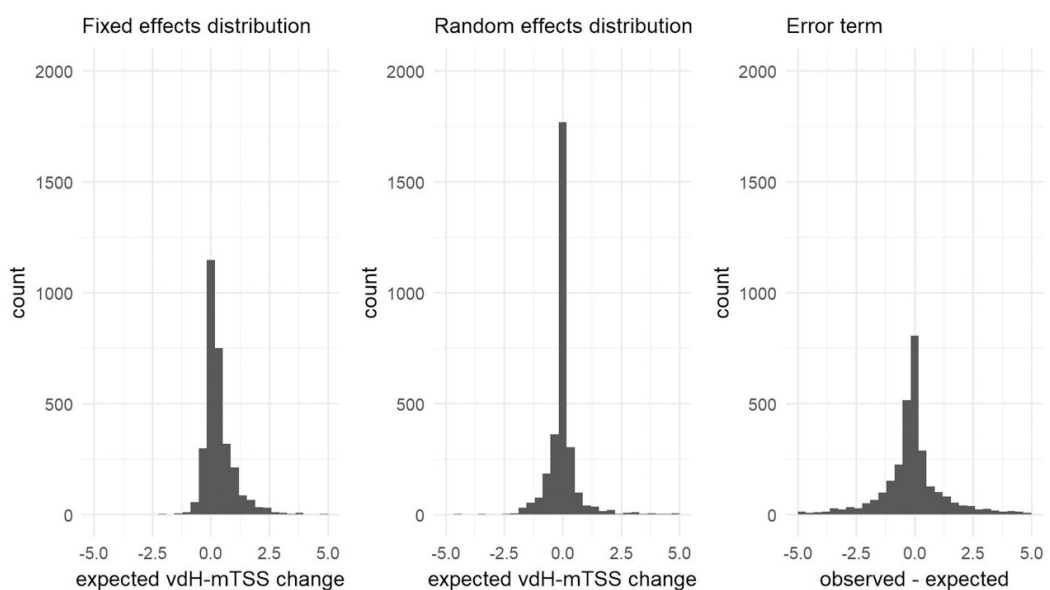 Fixed effects distribution
2000
1500
1000
500
0
count
-5.0 -2.5 0.0 2.5 5.0
expected vdH-mTSS change
Random effects distribution
2000
1500
1000
500
0
count
-5.0 -2.5 0.0 2.5 5.0
expected vdH-mTSS change
Error term
2000
1500
1000
500
0
count
-5.0 -2.5 0.0 2.5 5.0
observed - expected